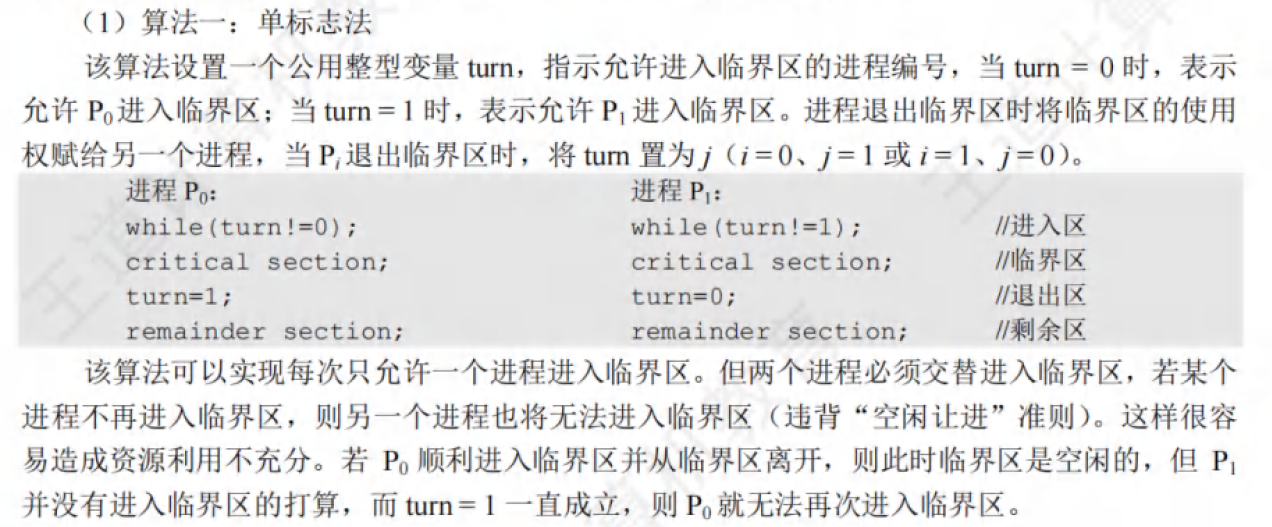 (1)算法一：单标志法
该算法设置一个公用整型变量 turn，指示允许进入临界区的进程编号，当 turn = 0 时，表示
允许 P₀进入临界区；当 turn = 1 时，表示允许 P₁进入临界区。进程退出临界区时将临界区的使用
权赋给另一个进程，当 Pᵢ退出临界区时，将 turn 置为 j（i = 0、j = 1 或 i = 1、j = 0）。
进程 P₀： 进程 P₁：
while(turn!=0); while(turn!=1); //进入区
critical section; critical section; //临界区
turn=1; turn=0; //退出区
remainder section; remainder section; //剩余区
该算法可以实现每次只允许一个进程进入临界区。但两个进程必须交替进入临界区，若某个
进程不再进入临界区，则另一个进程也将无法进入临界区（违背“空闲让进”准则）。这样很容
易造成资源利用不充分。若 P₀ 顺利进入临界区并从临界区离开，则此时临界区是空闲的，但 P₁
并没有进入临界区的打算，而 turn = 1 一直成立，则 P₀ 就无法再次进入临界区。